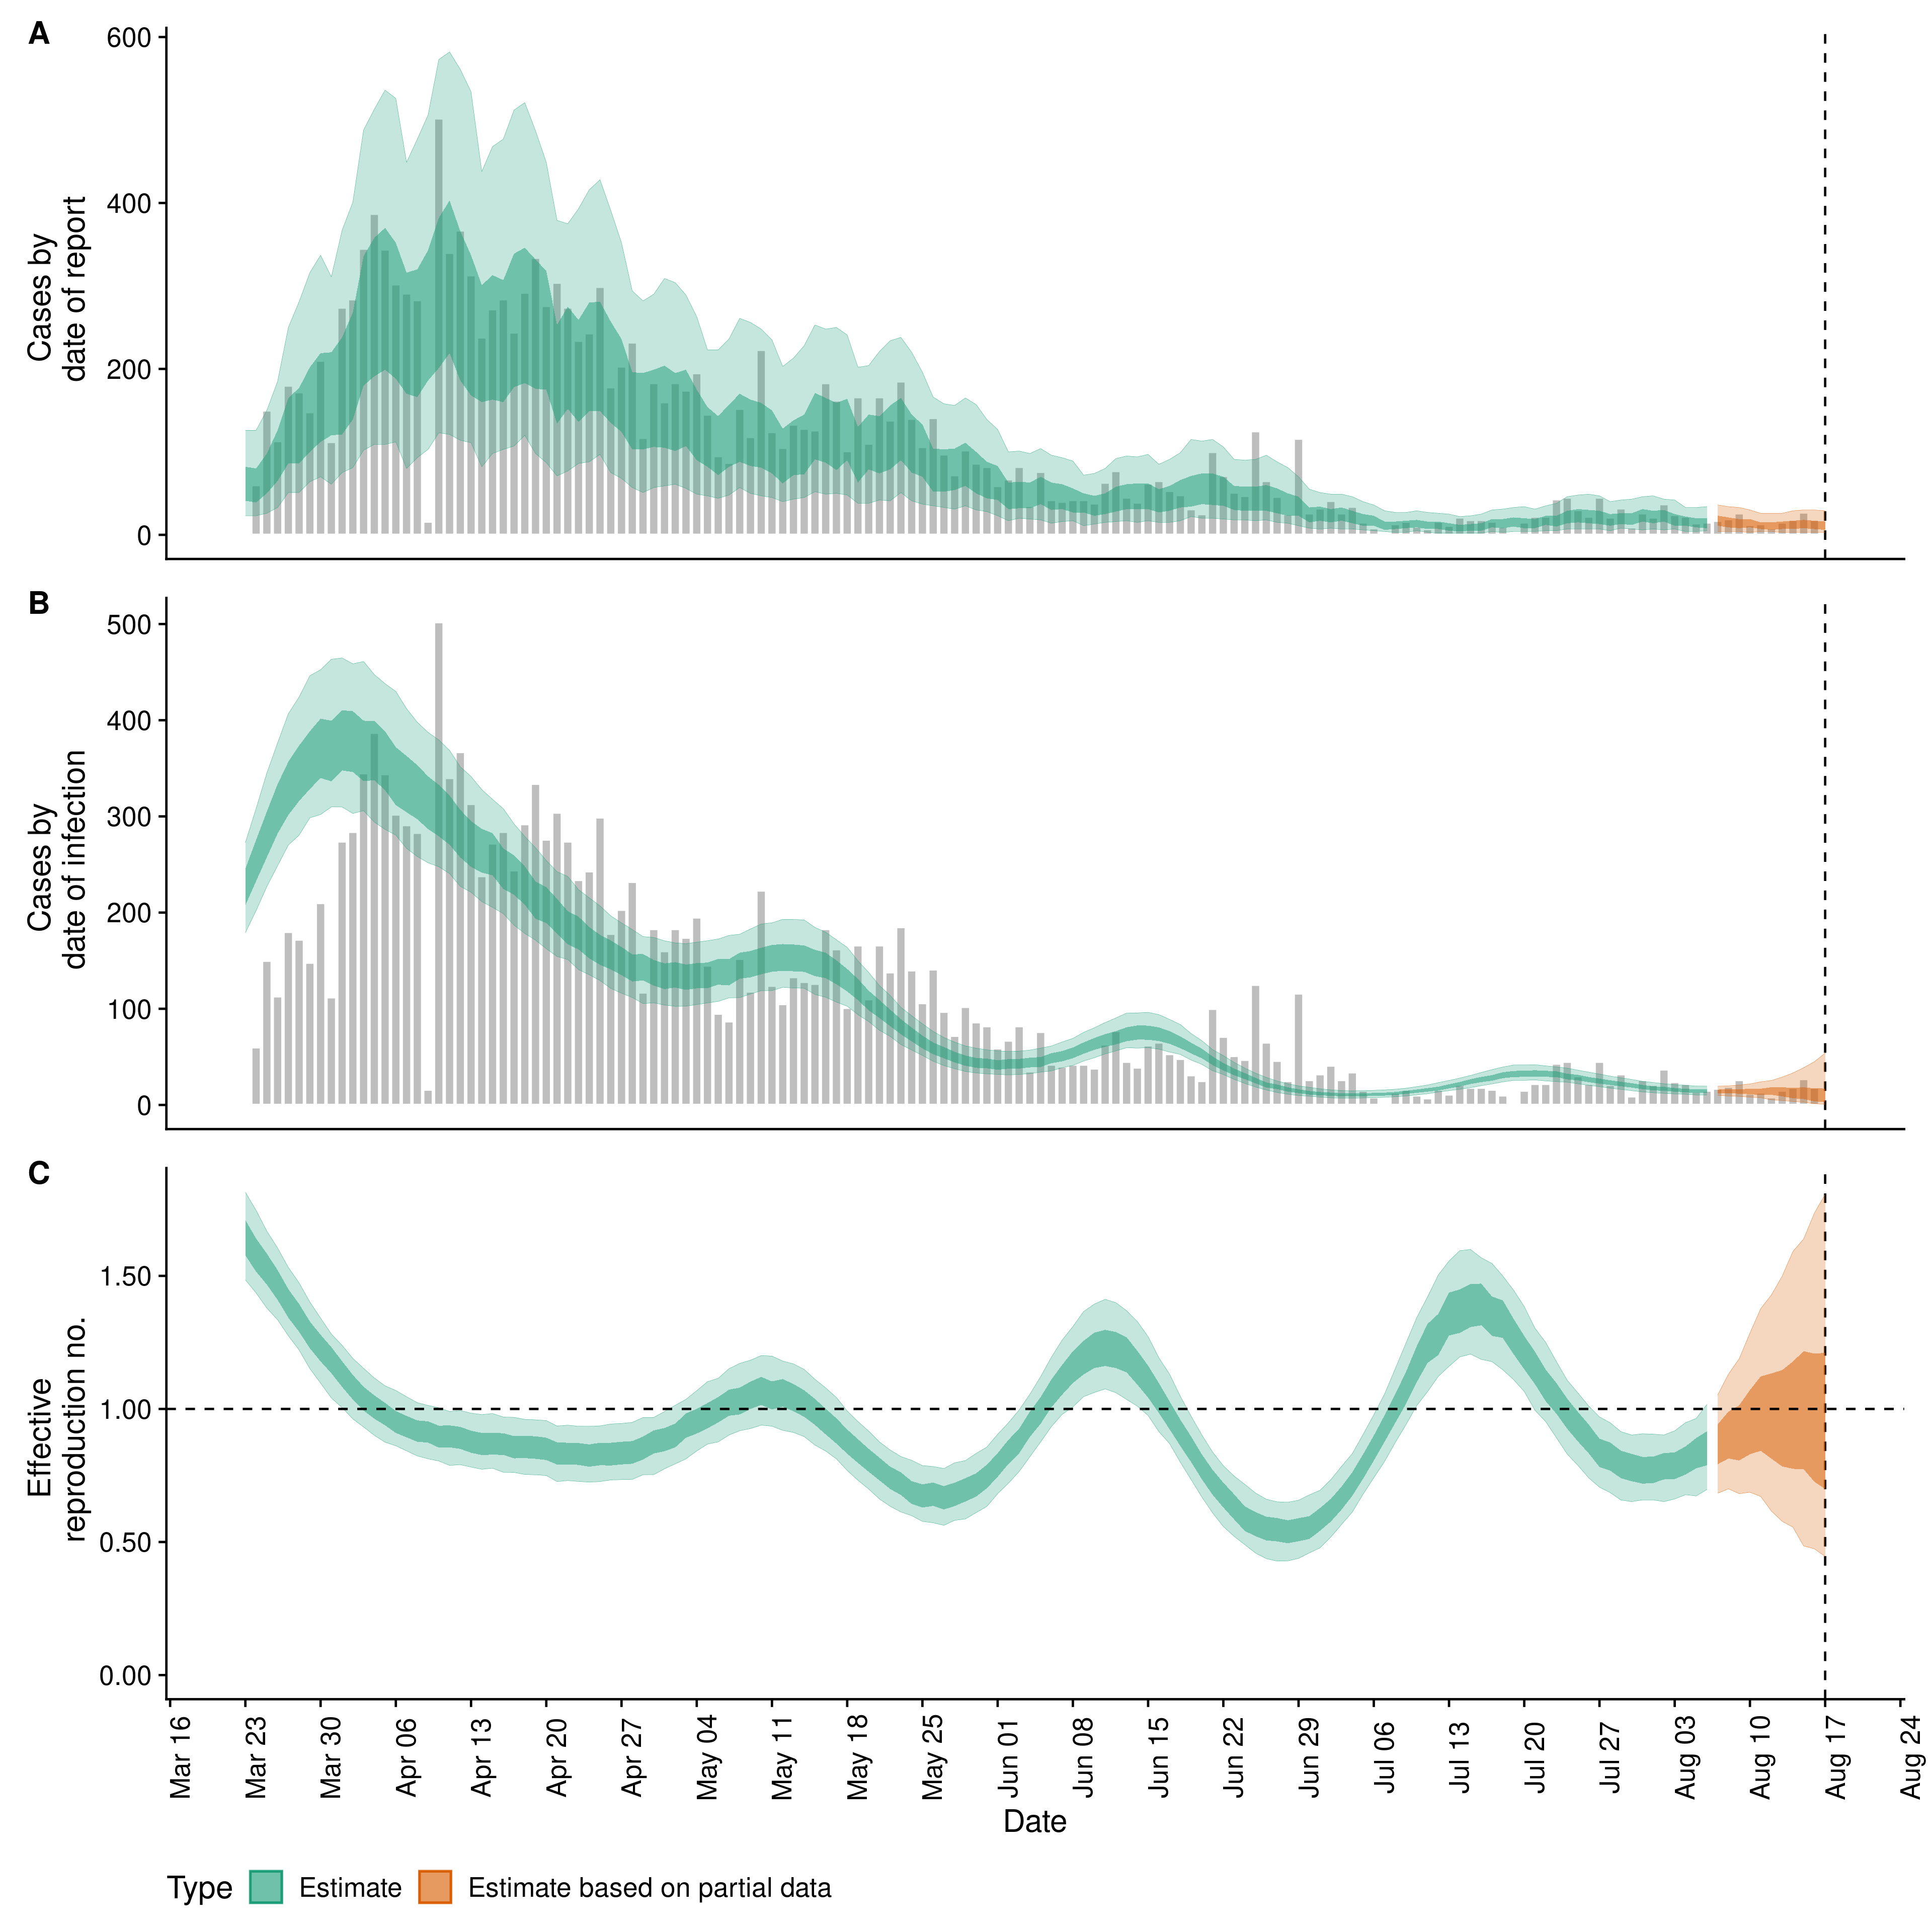 A
600
400
200
0
Cases by
date of report
B
500
400
300
200
100
0
Cases by
date of infection
C
1.50
1.00
0.50
0.00
Effective
reproduction no.
Mar 16
Mar 23
Mar 30
Apr 06
Apr 13
Apr 20
Apr 27
May 04
May 11
May 18
May 25
Jun 01
Jun 08
Jun 15
Jun 22
Jun 29
Jul 06
Jul 13
Jul 20
Jul 27
Aug 03
Aug 10
Aug 17
Aug 24
Date
Type Estimate Estimate based on partial data